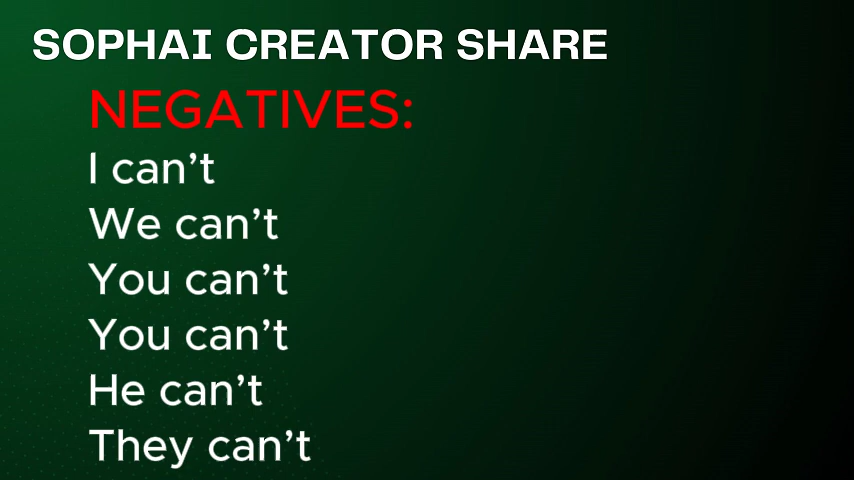 SOPHAI CREATOR SHARE
NEGATIVES:
I can’t
We can’t
You can’t
You can’t
He can’t
They can’t